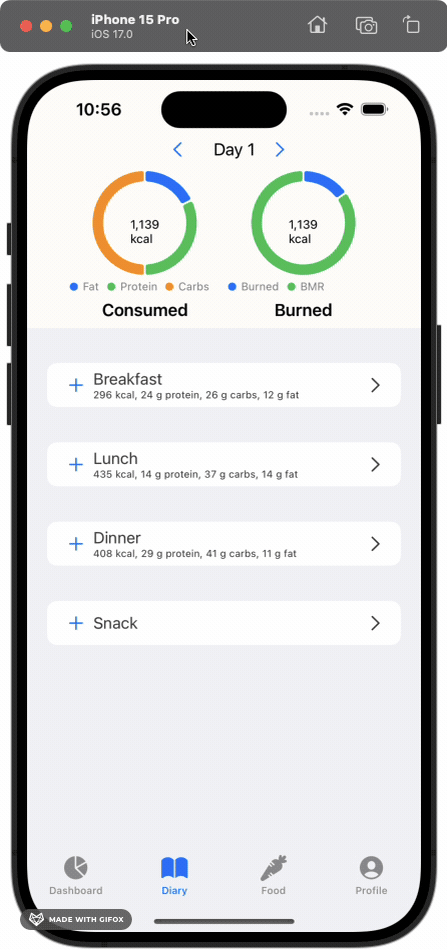 iPhone 15 Pro
iOS 17.0
10:56
Day 1
1,139
kcal
1,139
kcal
Fat Protein Carbs
Burned BMR
Consumed
Burned
Breakfast
296 kcal, 24 g protein, 26 g carbs, 12 g fat
Lunch
435 kcal, 14 g protein, 37 g carbs, 14 g fat
Dinner
408 kcal, 29 g protein, 41 g carbs, 11 g fat
Snack
Dashboard
Diary
Food
Profile
MADE WITH GIFOX